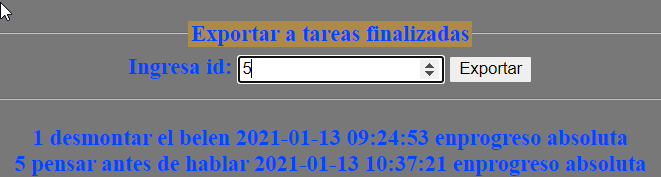 Exportar a tareas finalizadas
Ingresa id: 5 Exportar
1 desmontar el belen 2021-01-13 09:24:53 enprogreso absoluta
5 pensar antes de hablar 2021-01-13 10:37:21 enprogreso absoluta